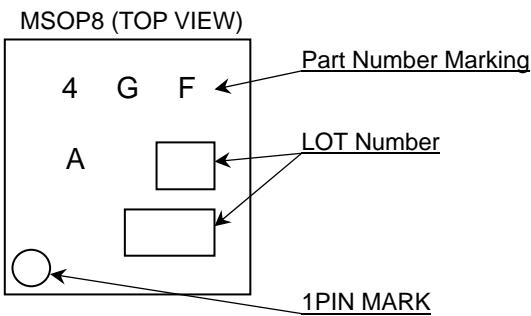 MSOP8 (TOP VIEW)
4 G F
Part Number Marking
A
LOT Number
1PIN MARK